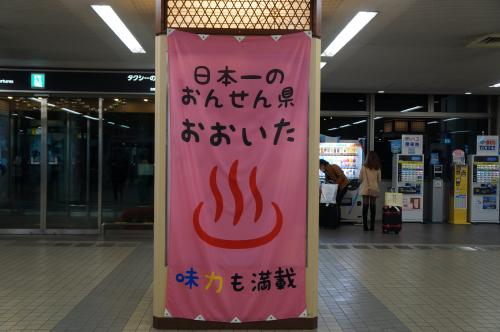 日本一の
おんせん県
おおいた
味力も満載
タクシーの
TICKET